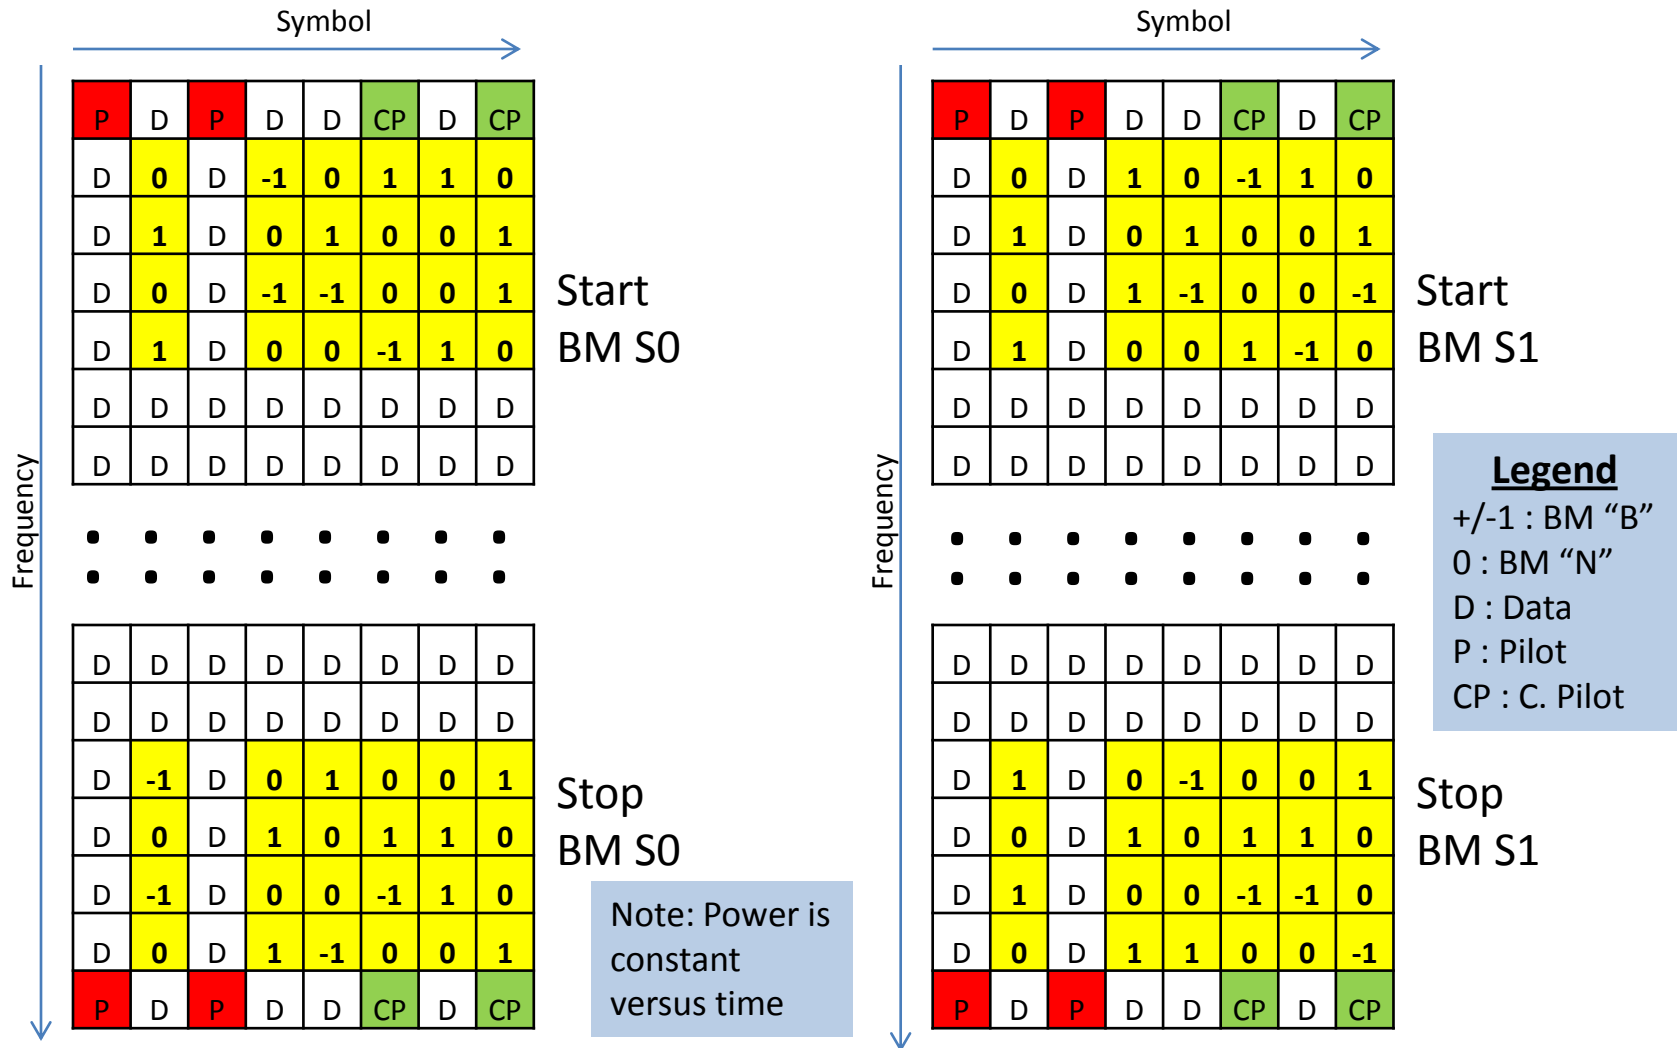 Symbol
P D P D D CP D CP
D 0 D -1 0 1 1 0
D 1 D 0 1 0 0 1
D 0 D -1 -1 0 0 1
D 1 D 0 0 -1 1 0
D D D D D D D D
D D D D D D D D
Start
BM S0
Frequency
D D D D D D D D
D D D D D D D D
D -1 D 0 1 0 0 1
D 0 D 1 0 1 1 0
D -1 D 0 0 -1 1 0
D 0 D 1 -1 0 0 1
P D P D D CP D CP
Stop
BM S0
Note: Power is
constant
versus time
Symbol
P D P D D CP D CP
D 0 D 1 0 -1 1 0
D 1 D 0 1 0 0 1
D 0 D 1 -1 0 0 -1
D 1 D 0 0 1 -1 0
D D D D D D D D
D D D D D D D D
Start
BM S1
Frequency
D D D D D D D D
D D D D D D D D
D 1 D 0 -1 0 0 1
D 0 D 1 0 1 1 0
D 1 D 0 0 -1 -1 0
D 0 D 1 1 0 0 -1
P D P D D CP D CP
Stop
BM S1
Legend
+/-1 : BM “B”
0 : BM “N”
D : Data
P : Pilot
CP : C. Pilot